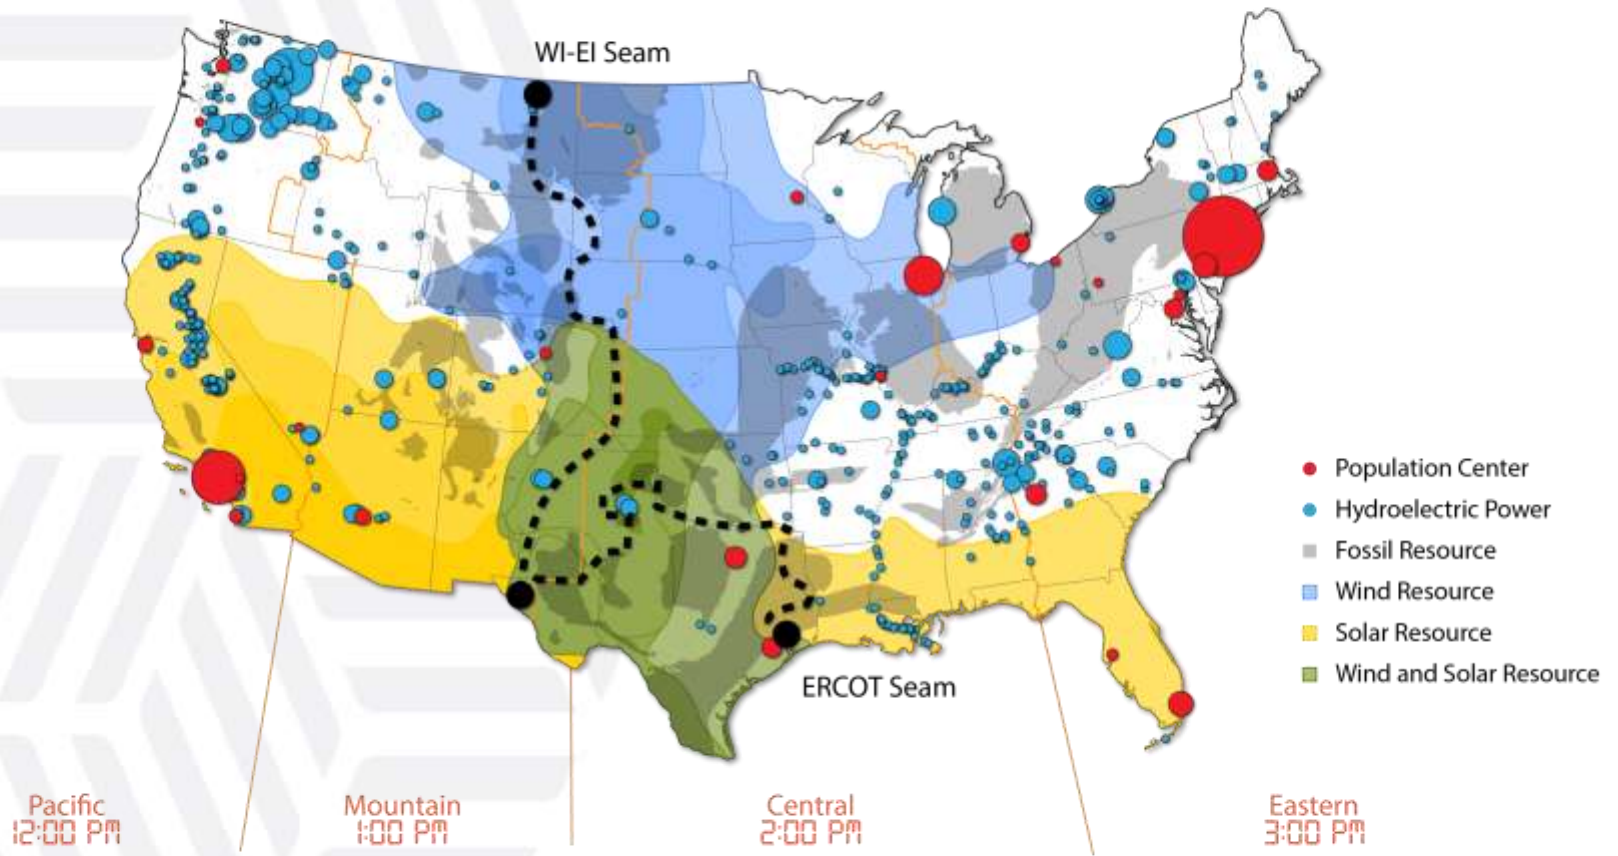 WI-EI Seam
Population Center
Hydroelectric Power
Fossil Resource
Wind Resource
Solar Resource
Wind and Solar Resource
ERCOT Seam
Pacific
12:00 PM
Mountain
1:00 PM
Central
2:00 PM
Eastern
3:00 PM